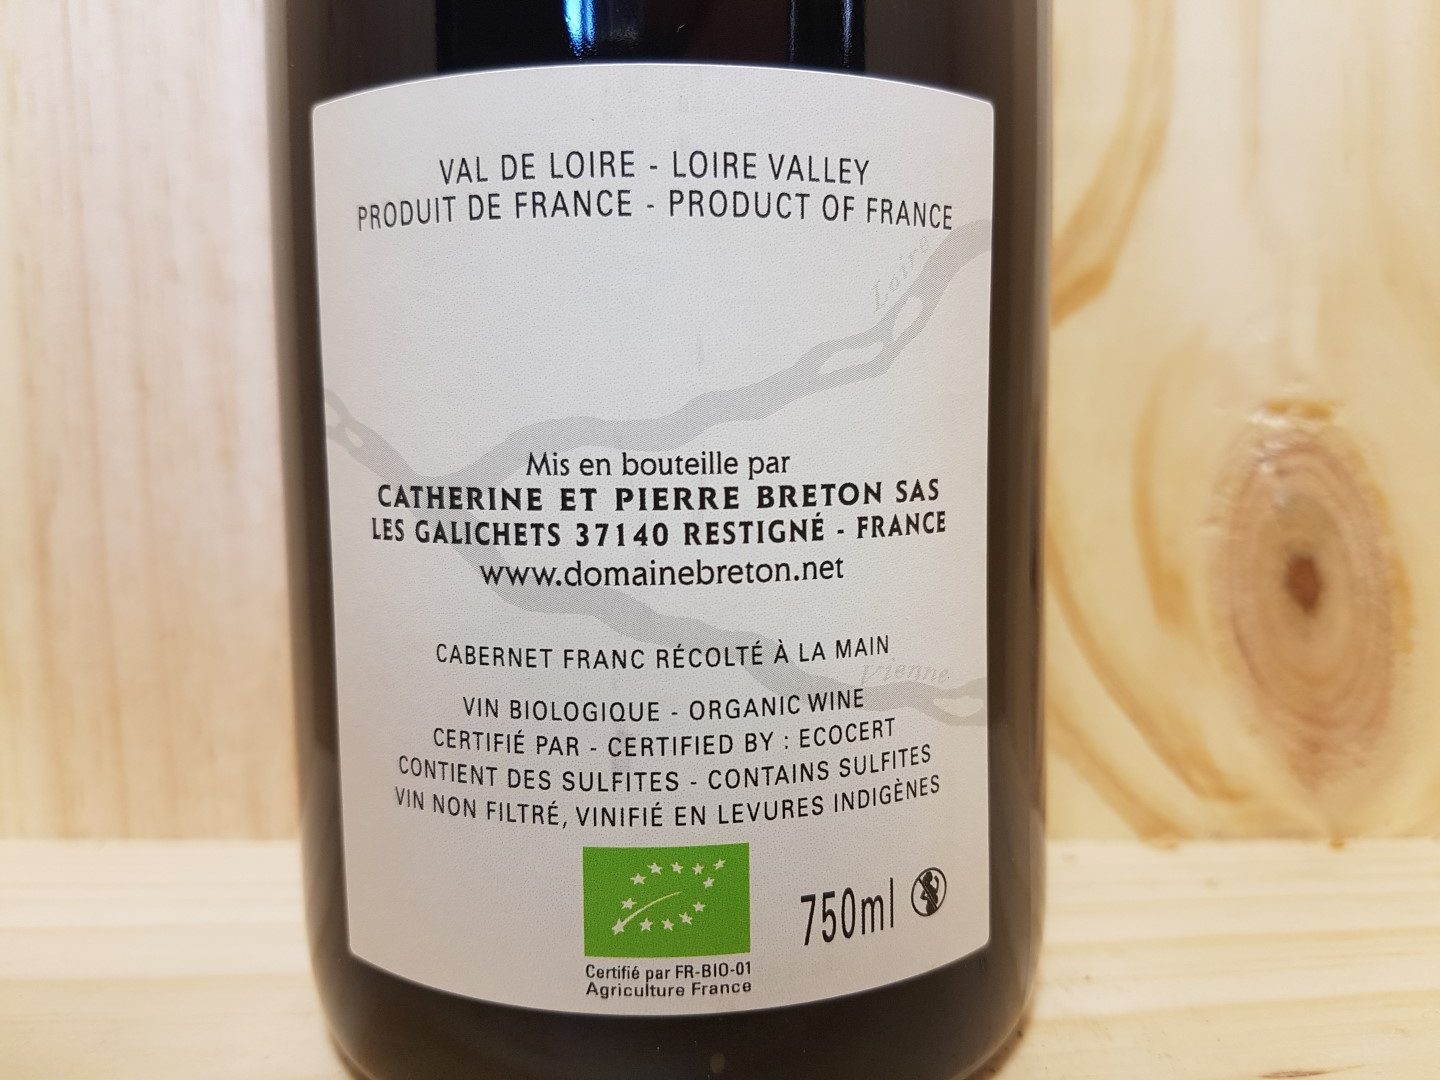 VAL DE LOIRE - LOIRE VALLEY
PRODUIT DE FRANCE - PRODUCT OF FRANCE
Loire
Mis en bouteille par
CATHERINE ET PIERRE BRETON SAS
LES GALICHETS 37140 RESTIGNÉ - FRANCE
www.domainebreton.net
CABERNET FRANC RÉCOLTÉ À LA MAIN
Vienne
VIN BIOLOGIQUE - ORGANIC WINE
CERTIFIÉ PAR - CERTIFIED BY : ECOCERT
CONTIENT DES SULFITES - CONTAINS SULFITES
VIN NON FILTRÉ, VINIFIÉ EN LEVURES INDIGÈNES
750ml
Certifié par FR-BIO-01
Agriculture France